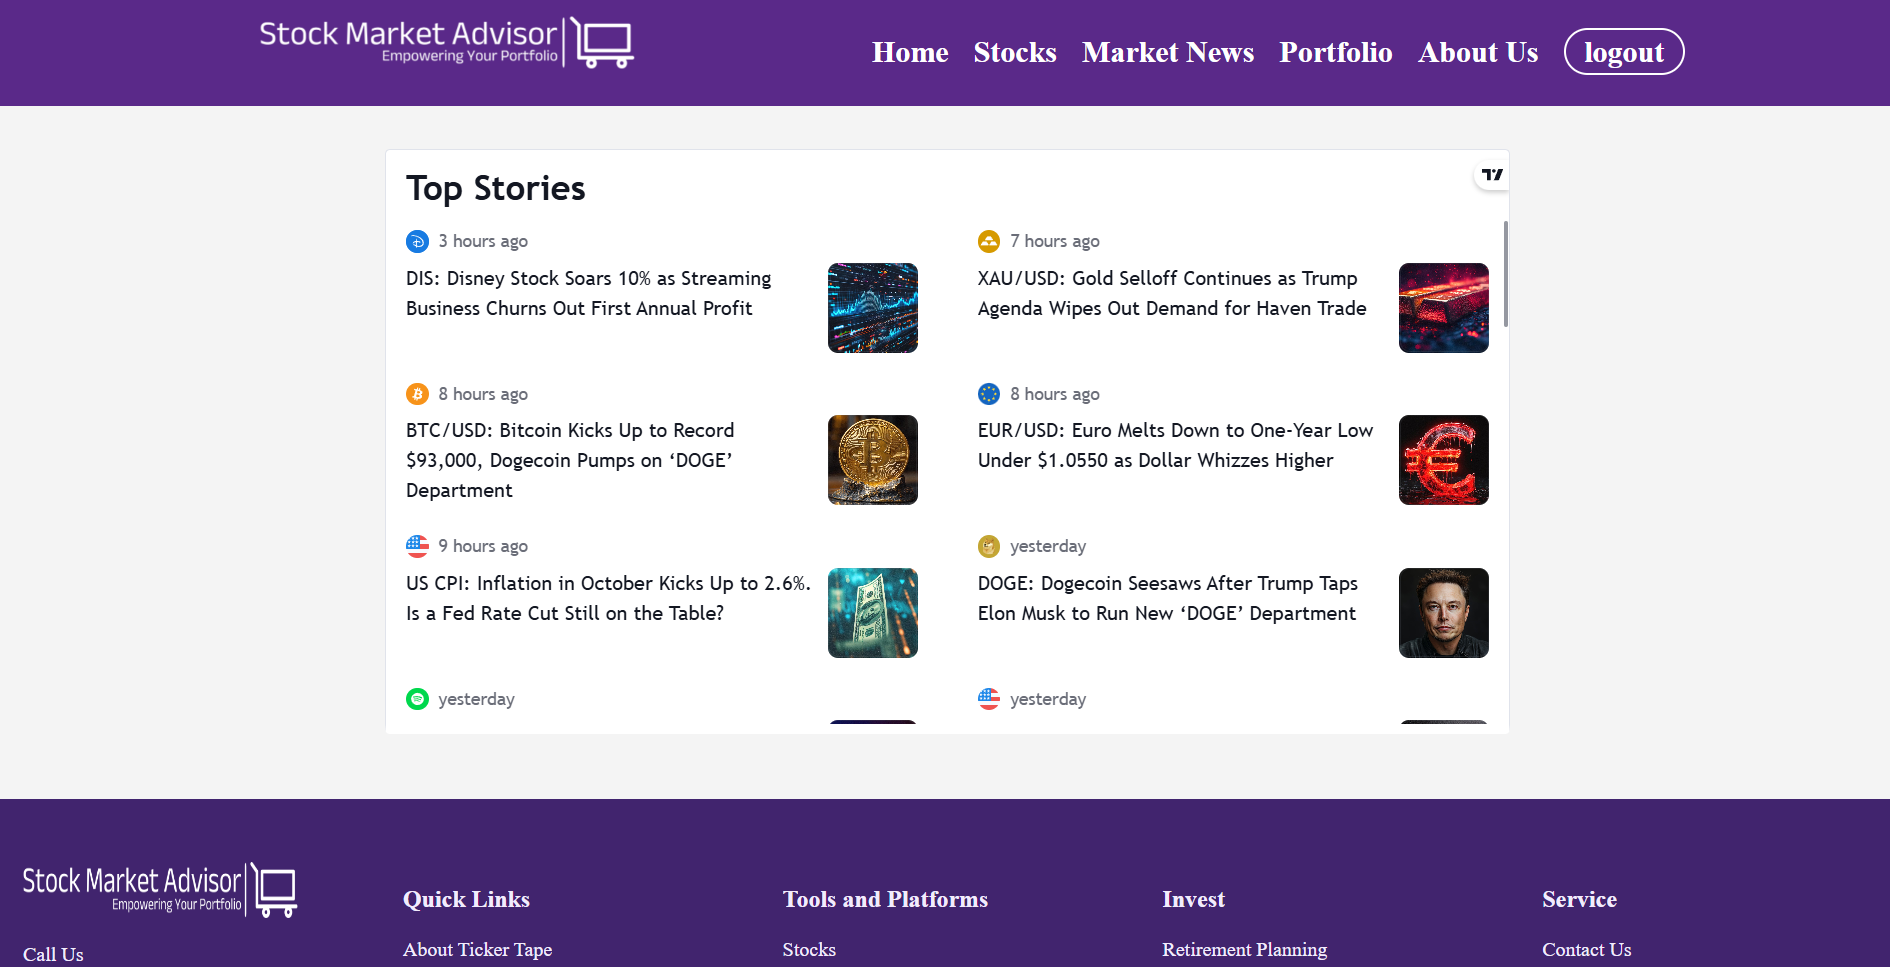 Stock Market Advisor
Empowering Your Portfolio
Home Stocks Market News Portfolio About Us logout
Top Stories
3 hours ago
DIS: Disney Stock Soars 10% as Streaming
Business Churns Out First Annual Profit
7 hours ago
XAU/USD: Gold Selloff Continues as Trump
Agenda Wipes Out Demand for Haven Trade
8 hours ago
BTC/USD: Bitcoin Kicks Up to Record
$93,000, Dogecoin Pumps on ‘DOGE’
Department
8 hours ago
EUR/USD: Euro Melts Down to One-Year Low
Under $1.0550 as Dollar Whizzes Higher
9 hours ago
US CPI: Inflation in October Kicks Up to 2.6%.
Is a Fed Rate Cut Still on the Table?
yesterday
DOGE: Dogecoin Seesaws After Trump Taps
Elon Musk to Run New ‘DOGE’ Department
yesterday
yesterday
Stock Market Advisor
Empowering Your Portfolio
Call Us
Quick Links
About Ticker Tape
Tools and Platforms
Stocks
Invest
Retirement Planning
Service
Contact Us